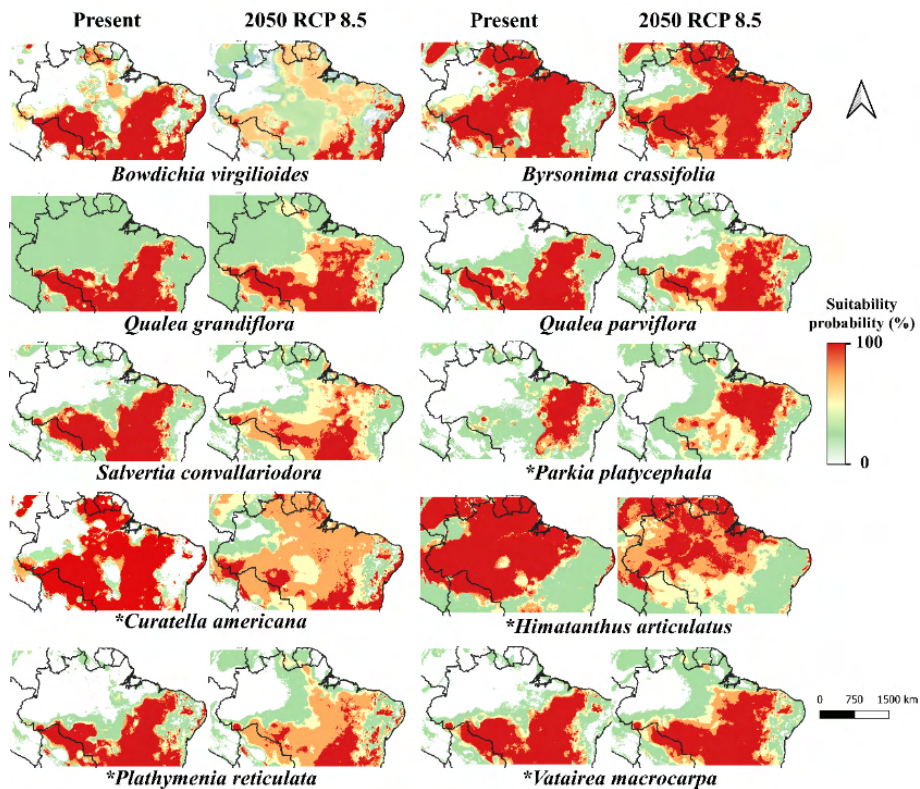 Present 2050 RCP 8.5 Present 2050 RCP 8.5
Bowdichia virgilioides Byrsonima crassifolia
Qualea grandiflora Qualea parviflora
Suitability
probability (%)
100
0
Salvertia convallariodora *Parkia platycephala
*Curatella americana *Himatanthus articulatus
0 750 1500 km
*Plathymenia reticulata *Vatairea macrocarpa